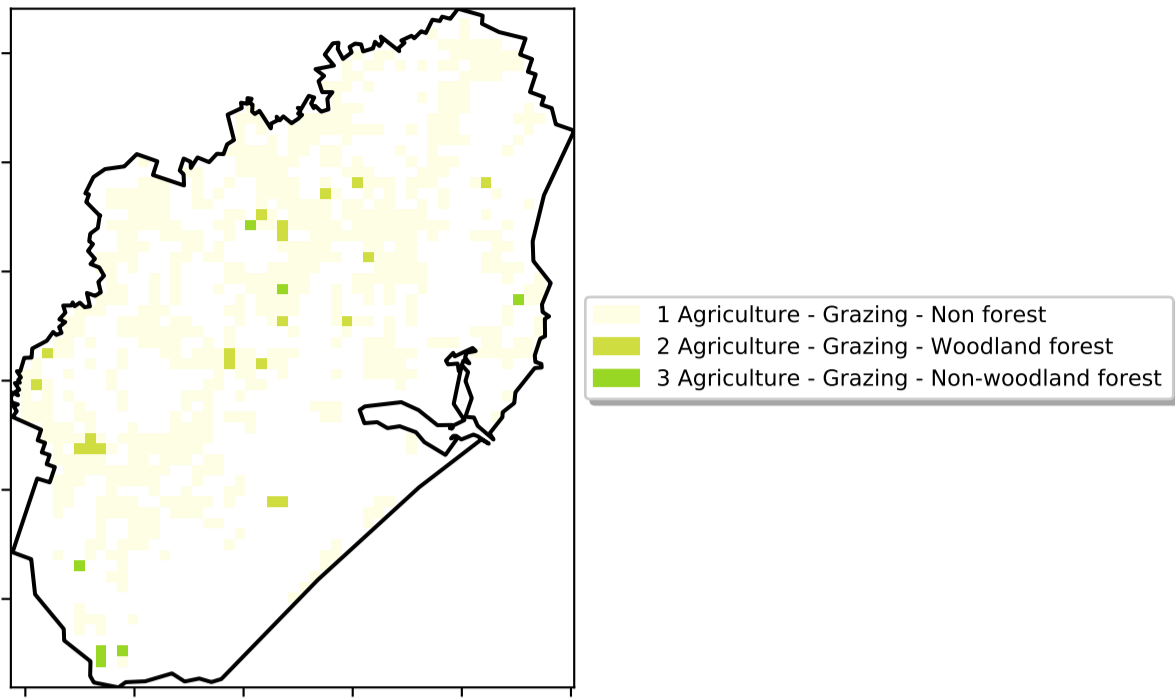 1 Agriculture - Grazing - Non forest
2 Agriculture - Grazing - Woodland forest
3 Agriculture - Grazing - Non-woodland forest